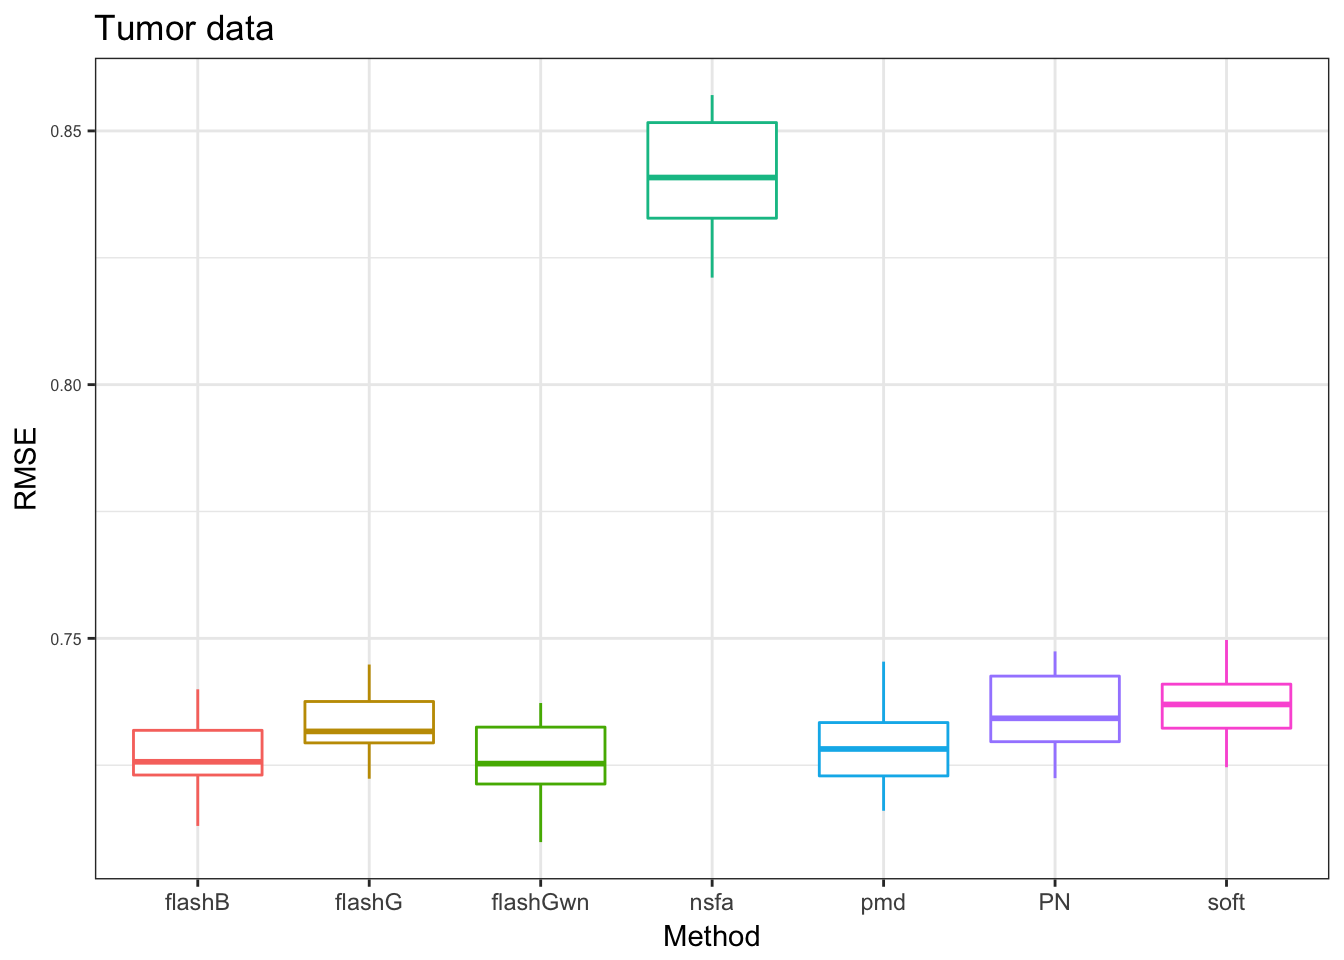 Tumor data
0.85
0.80
0.75
RMSE
flashB flashG flashGwn nsfa pmd PN soft
Method